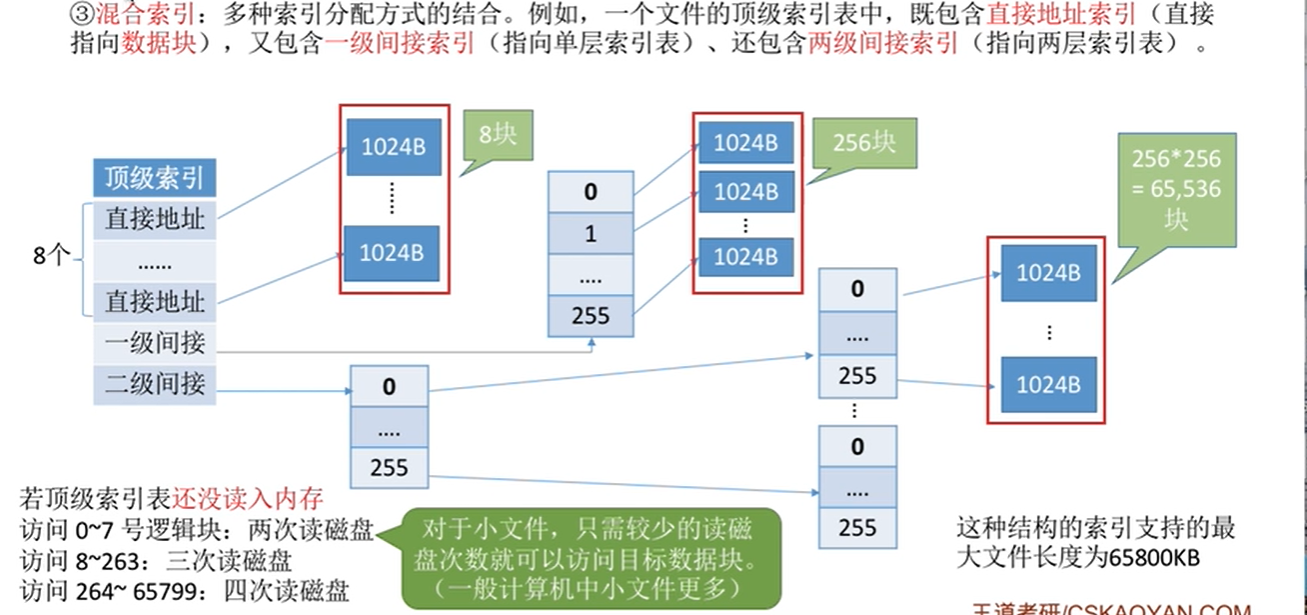 ③混合索引：多种索引分配方式的结合。例如，一个文件的顶级索引表中，既包含直接地址索引（直接
指向数据块），又包含一级间接索引（指向单层索引表）、还包含两级间接索引（指向两层索引表）。
顶级索引
8个
直接地址
......
直接地址
一级间接
二级间接
1024B
1024B
8块
0
1
....
255
1024B
1024B
1024B
256块
0
....
255
0
....
255
0
....
255
1024B
1024B
256*256
= 65,536
块
若顶级索引表还没读入内存
访问 0~7 号逻辑块：两次读磁盘
访问 8~263：三次读磁盘
访问 264~ 65799：四次读磁盘
对于小文件，只需较少的读磁
盘次数就可以访问目标数据块。
（一般计算机中小文件更多）
这种结构的索引支持的最
大文件长度为65800KB
王道考研/CSKAOYAN.COM